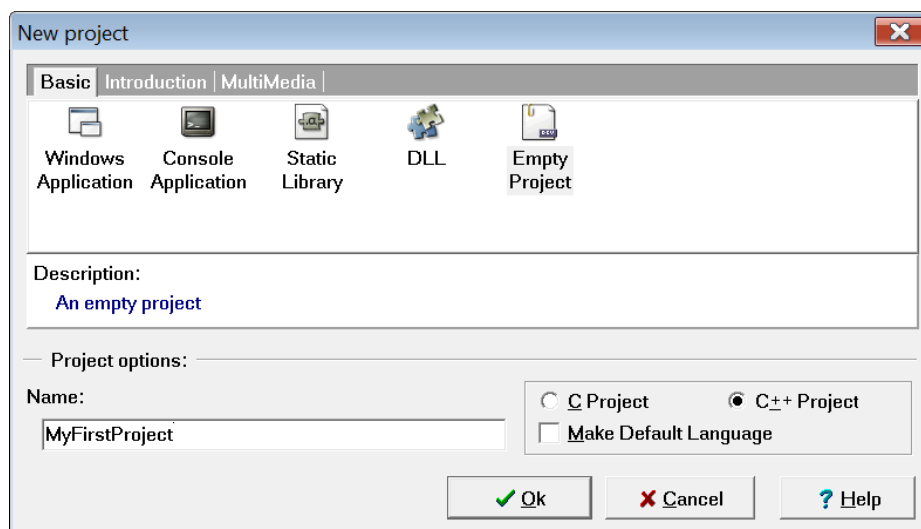 New project
Basic Introduction MultiMedia
Windows Application
Console Application
Static Library
DLL
Empty Project
Description:
An empty project
Project options:
Name:
MyFirstProject
C Project
C++ Project
Make Default Language
Ok
Cancel
? Help